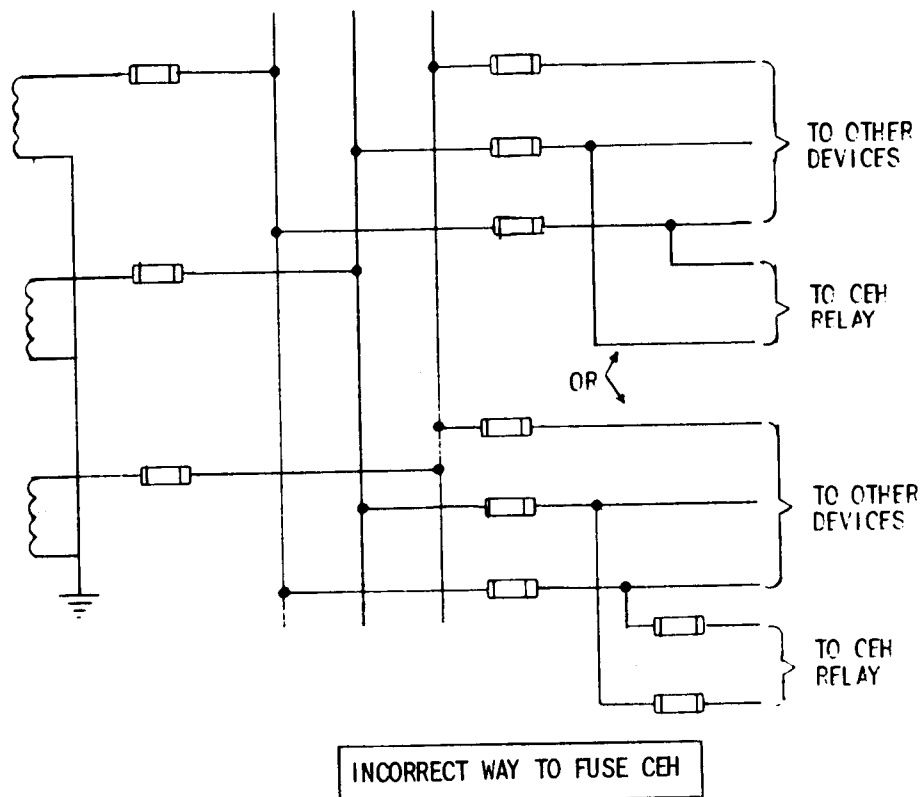 TO OTHER
DEVICES
TO CEH
RELAY
OR
TO OTHER
DEVICES
TO CEH
RELAY
INCORRECT WAY TO FUSE CEH